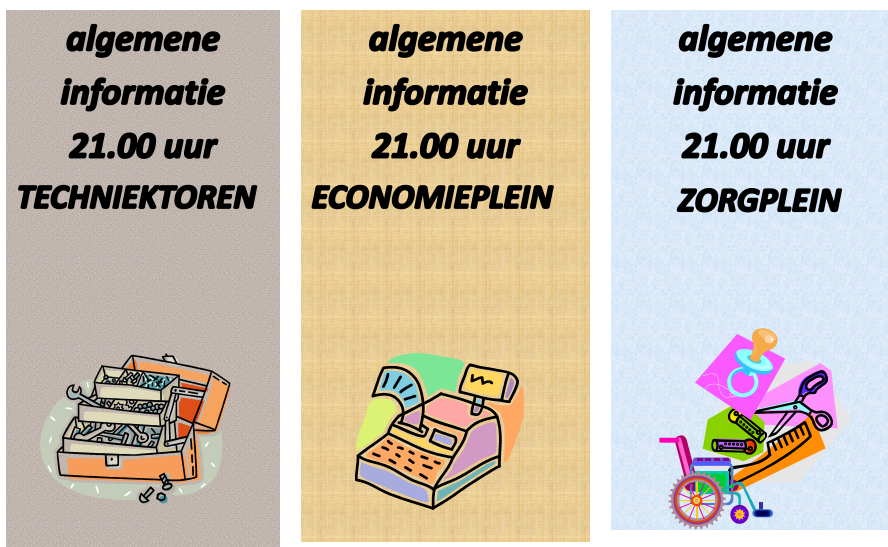 algemene
informatie
21.00 uur
TECHNIEKTOREN
algemene
informatie
21.00 uur
ECONOMIEPLEIN
algemene
informatie
21.00 uur
ZORGPLEIN